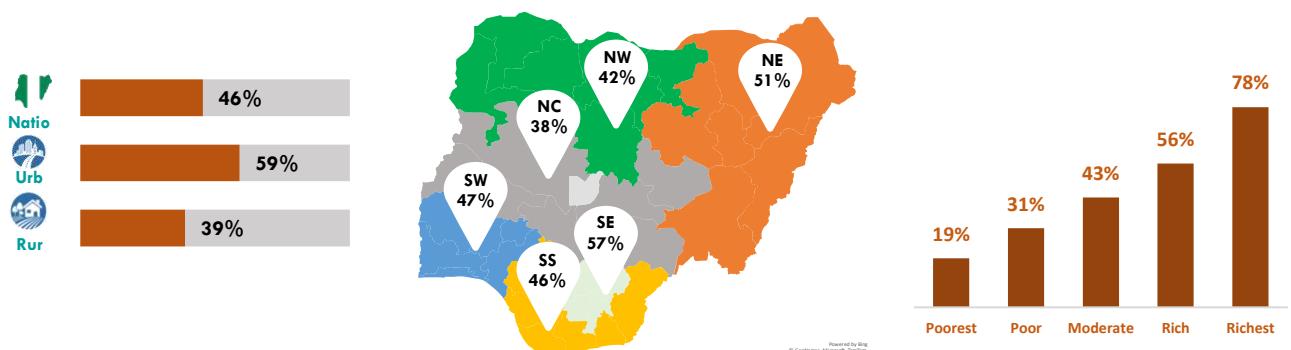 Natio
46%
Urb
59%
Rur
39%
NW
42%
NE
51%
NC
38%
SW
47%
SE
57%
SS
46%
Powered by Bing
19%
31%
43%
56%
78%
Poorest
Poor
Moderate
Rich
Richest